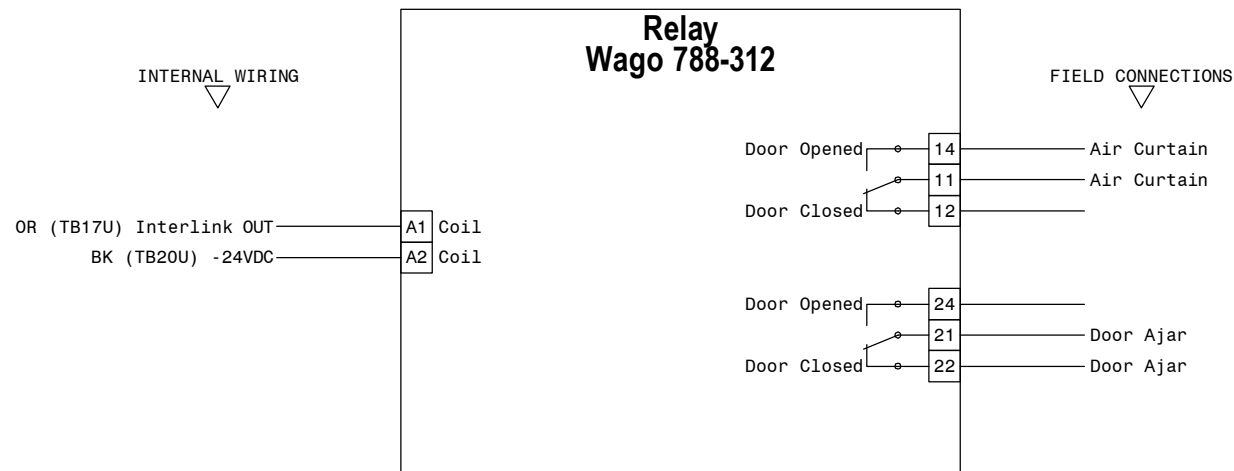 Relay
Wago 788-312
INTERNAL WIRING
FIELD CONNECTIONS
Door Opened 14 Air Curtain
11 Air Curtain
Door Closed 12
OR (TB17U) Interlink OUT A1 Coil
BK (TB20U) -24VDC A2 Coil
Door Opened 24
21 Door Ajar
Door Closed 22 Door Ajar